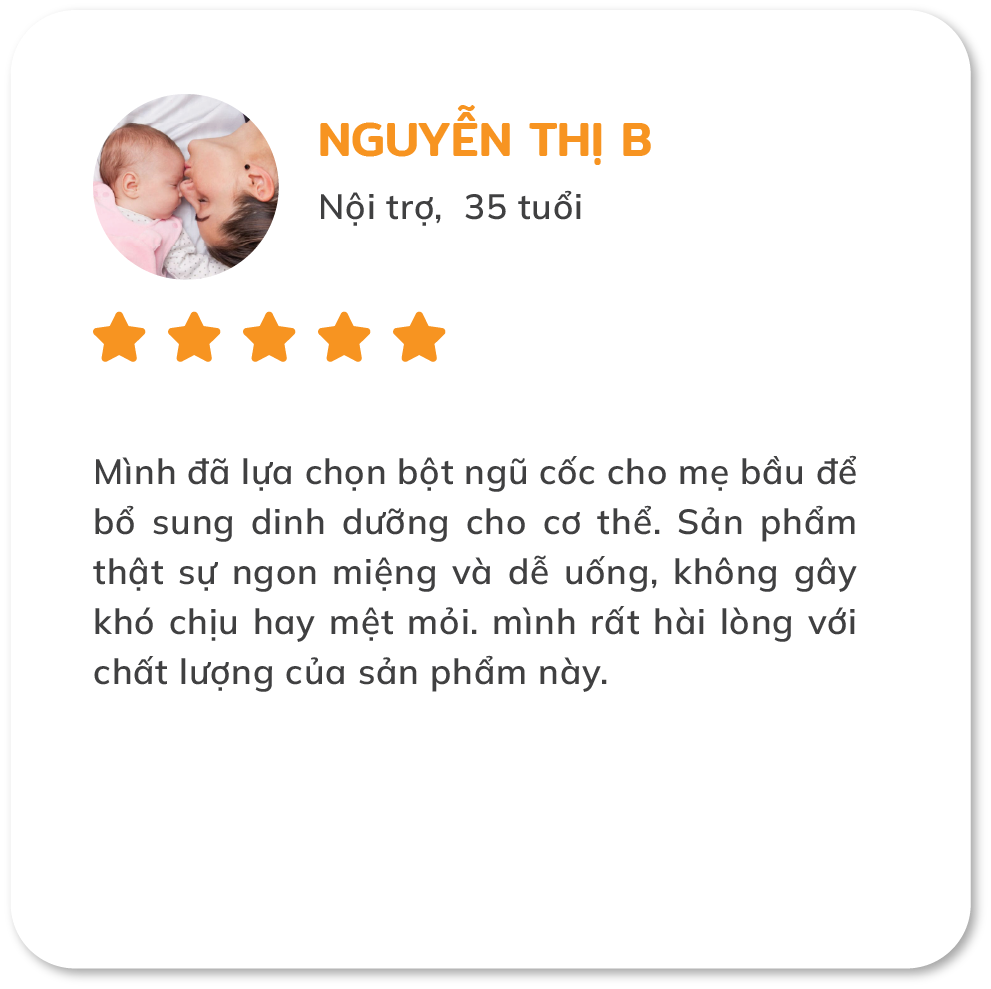 NGUYỄN THỊ B
Nội trợ, 35 tuổi
Mình đã lựa chọn bột ngũ cốc cho mẹ bầu để
bổ sung dinh dưỡng cho cơ thể. Sản phẩm
thật sự ngon miệng và dễ uống, không gây
khó chịu hay mệt mỏi. mình rất hài lòng với
chất lượng của sản phẩm này.